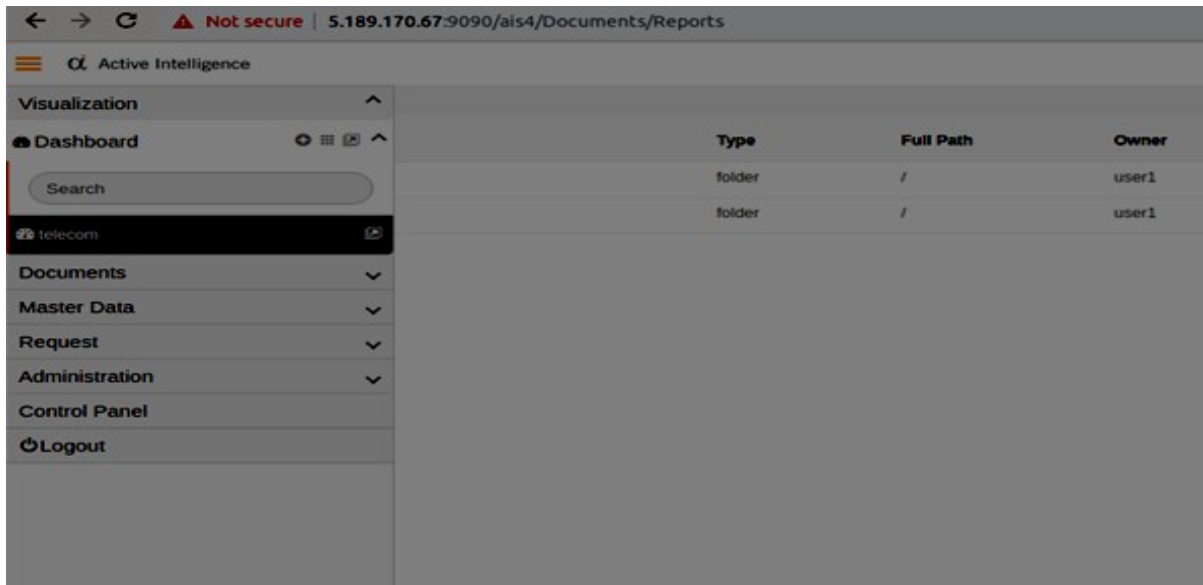 Not secure | 5.189.170.67:9090/ais4/Documents/Reports
Active Intelligence
Visualization
Dashboard
Search
telecom
Documents
Master Data
Request
Administration
Control Panel
Logout
Type Full Path Owner
folder / user1
folder / user1